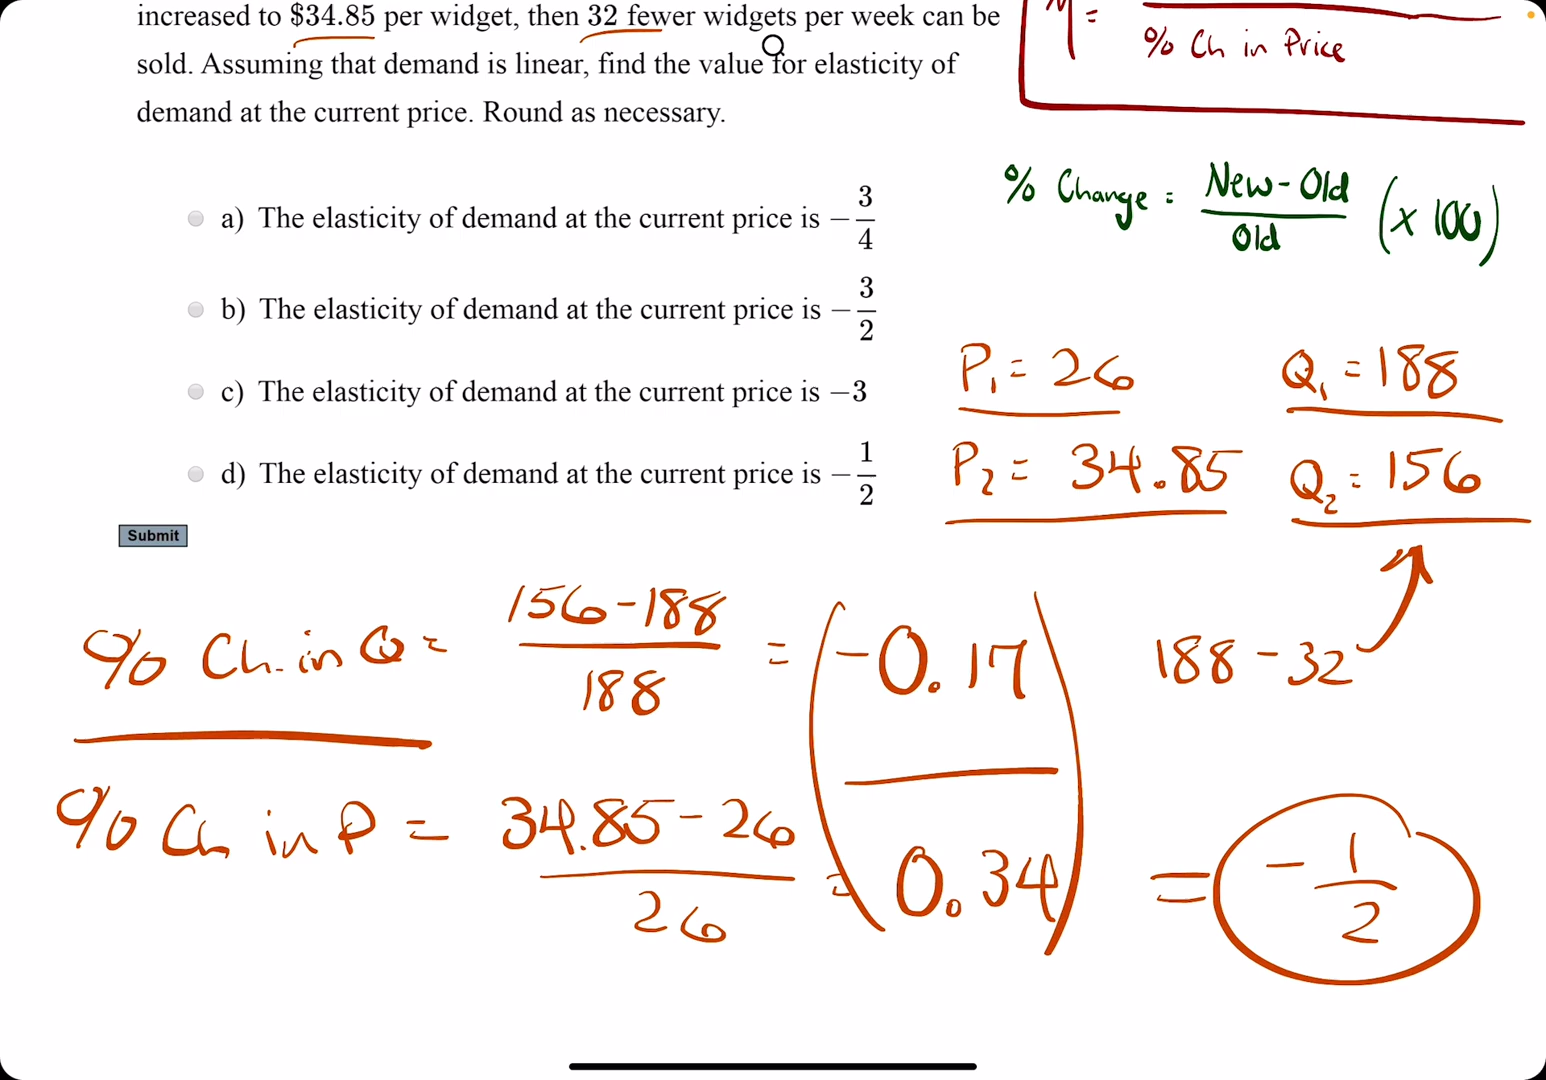 increased to $34.85 per widget, then 32 fewer widgets per week can be
sold. Assuming that demand is linear, find the value for elasticity of
demand at the current price. Round as necessary.
η =
% Ch in Price
% Change = New - Old / Old (x 100)
a) The elasticity of demand at the current price is −3/4
b) The elasticity of demand at the current price is −3/2
c) The elasticity of demand at the current price is −3
d) The elasticity of demand at the current price is −1/2
Submit
P₁ = 26
Q₁ = 188
P₂ = 34.85
Q₂ = 156
188 - 32
% Ch. in Q = 156 - 188 / 188 = -0.17
% Ch in P = 34.85 - 26 / 26 = 0.34
= - 1/2